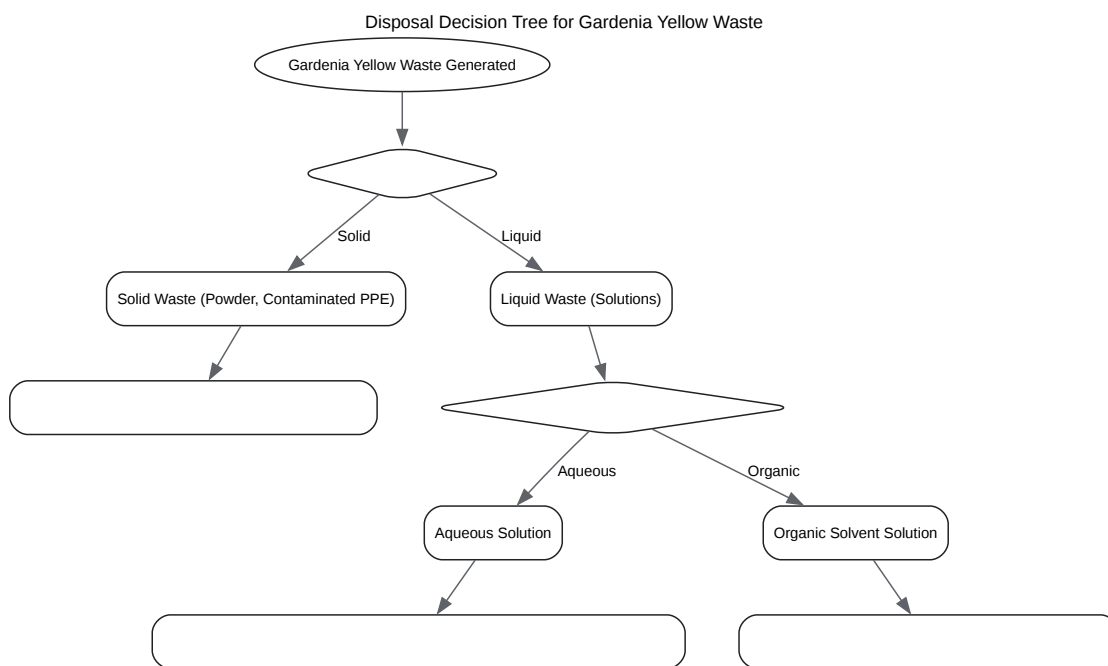 Disposal Decision Tree for Gardenia Yellow Waste
Gardenia Yellow Waste Generated
Solid
Liquid
Solid Waste (Powder, Contaminated PPE)
Liquid Waste (Solutions)
Aqueous
Organic
Aqueous Solution
Organic Solvent Solution